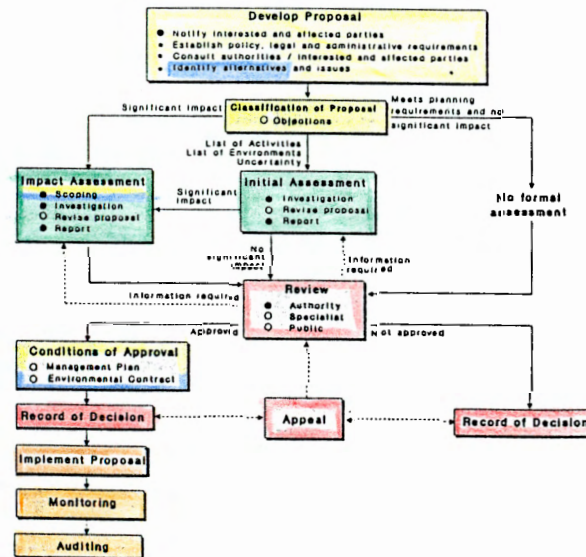 Develop Proposal
● Notify interested and affected parties
• Establish policy, legal and administrative requirements
• Consult authorities / interested and affected parties
• Identify alternatives and issues
Significant impact
Classification of Proposal
○ Objections
Meets planning
requirements and no
significant impact
List of Activities
List of Environments
Uncertainty
Impact Assessment
● Scoping
● Investigation
○ Revise proposal
● Report
Significant
impact
Initial Assessment
● Investigation
○ Revise proposal
● Report
No formal
assessment
No
significant
impact
Information
required
Information required
Review
● Authority
○ Specialist
○ Public
Approved
Not approved
Conditions of Approval
○ Management Plan
○ Environmental Contract
Record of Decision
Appeal
Record of Decision
Implement Proposal
Monitoring
Auditing